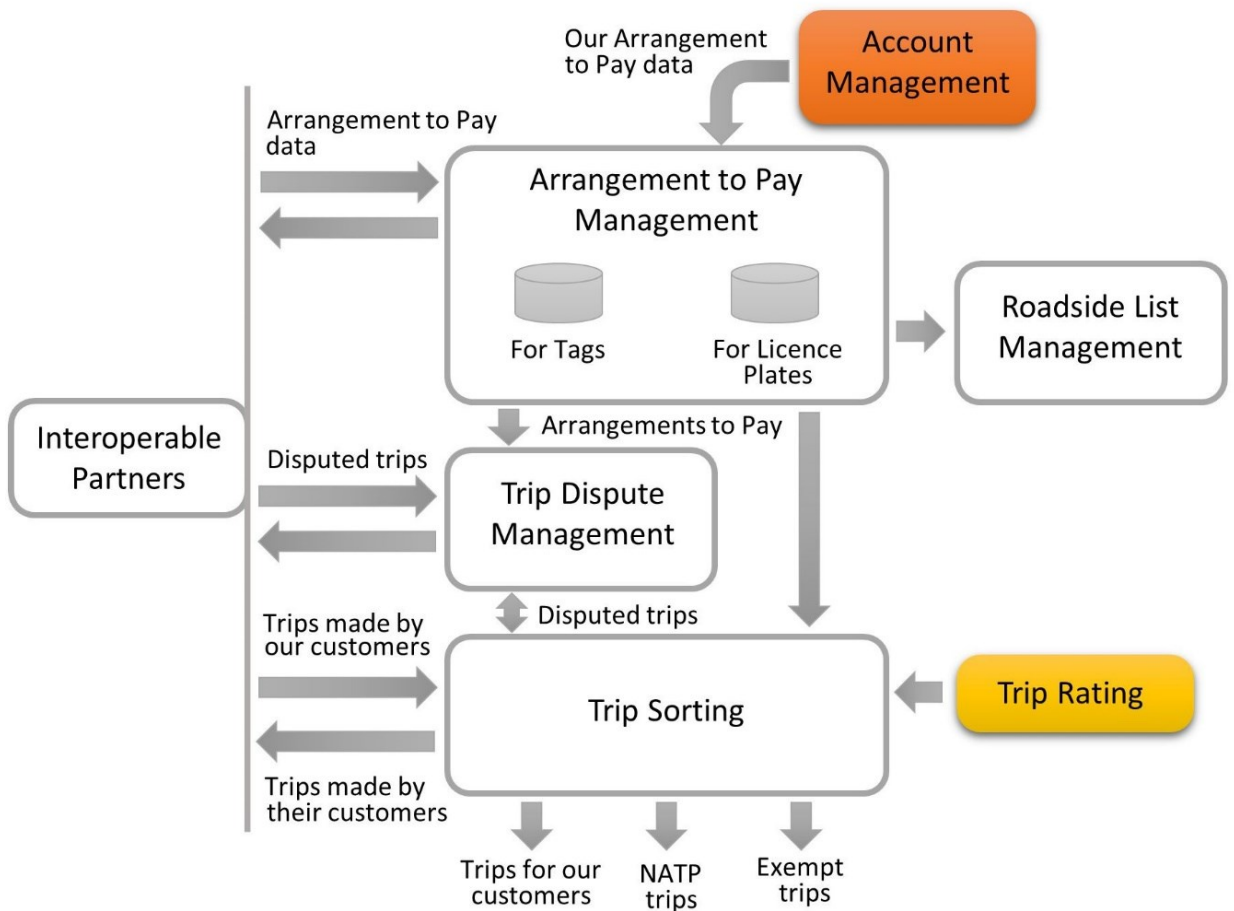 Our Arrangement
to Pay data
Account
Management
Arrangement to Pay
data
Arrangement to Pay
Management
For Tags
For Licence
Plates
Roadside List
Management
Interoperable
Partners
Arrangements to Pay
Disputed trips
Trip Dispute
Management
Disputed trips
Trips made by
our customers
Trip Sorting
Trip Rating
Trips made by
their customers
Trips for our
customers
NATP
trips
Exempt
trips